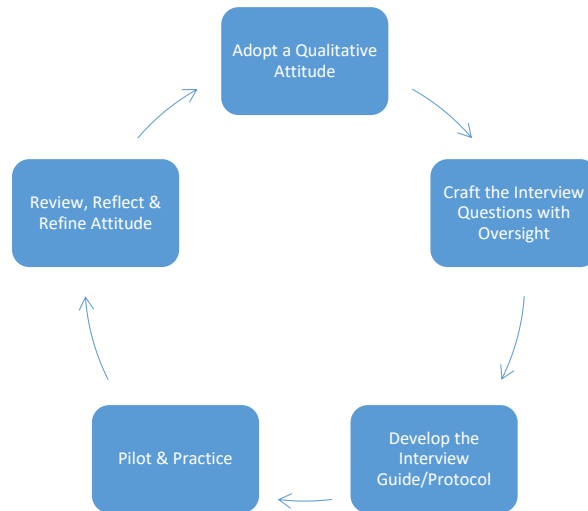 Adopt a Qualitative
Attitude
Craft the Interview
Questions with
Oversight
Develop the
Interview
Guide/Protocol
Pilot & Practice
Review, Reflect &
Refine Attitude